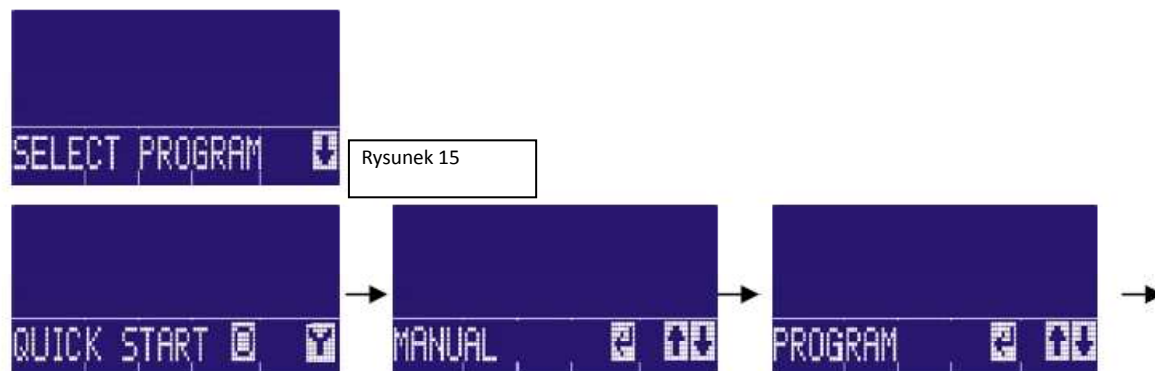 SELECT PROGRAM
Rysunek 15
QUICK START
MANUAL
PROGRAM